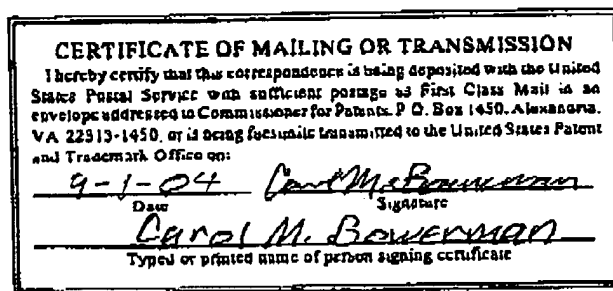 CERTIFICATE OF MAILING OR TRANSMISSION
I hereby certify that this correspondence is being deposited with the United
States Postal Service with sufficient postage as First Class Mail in an
envelope addressed to Commissioner for Patents, P O. Box 1450, Alexandria,
VA 22313-1450, or is being facsimile transmitted to the United States Patent
and Trademark Office on:
9-1-04 Carol M. Bowerman
Date Signature
Carol M. Bowerman
Typed or printed name of person signing certificate